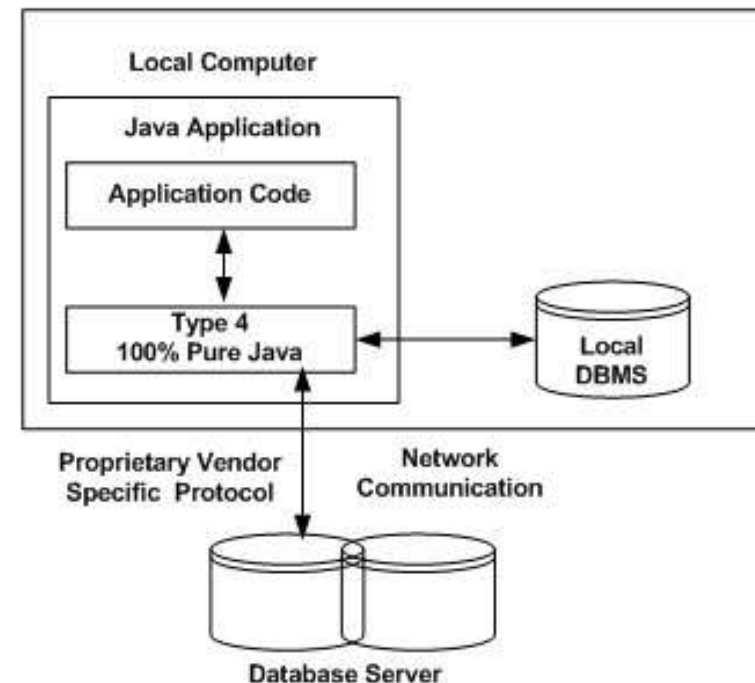 Local Computer
Java Application
Application Code
Type 4
100% Pure Java
Local
DBMS
Proprietary Vendor
Specific Protocol
Network
Communication
Database Server